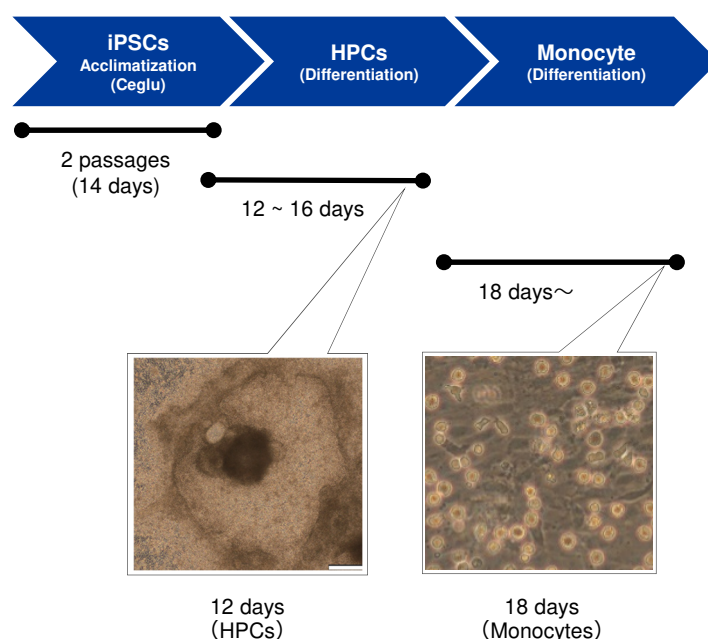 iPSCs
Acclimatization
(Ceglu)
HPCs
(Differentiation)
Monocyte
(Differentiation)
2 passages
(14 days)
12 ~ 16 days
18 days～
12 days
（HPCs）
18 days
（Monocytes）